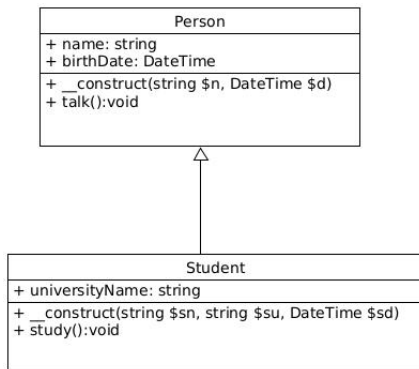 Person
+ name: string
+ birthDate: DateTime
+ __construct(string $n, DateTime $d)
+ talk():void
Student
+ universityName: string
+ __construct(string $sn, string $su, DateTime $sd)
+ study():void